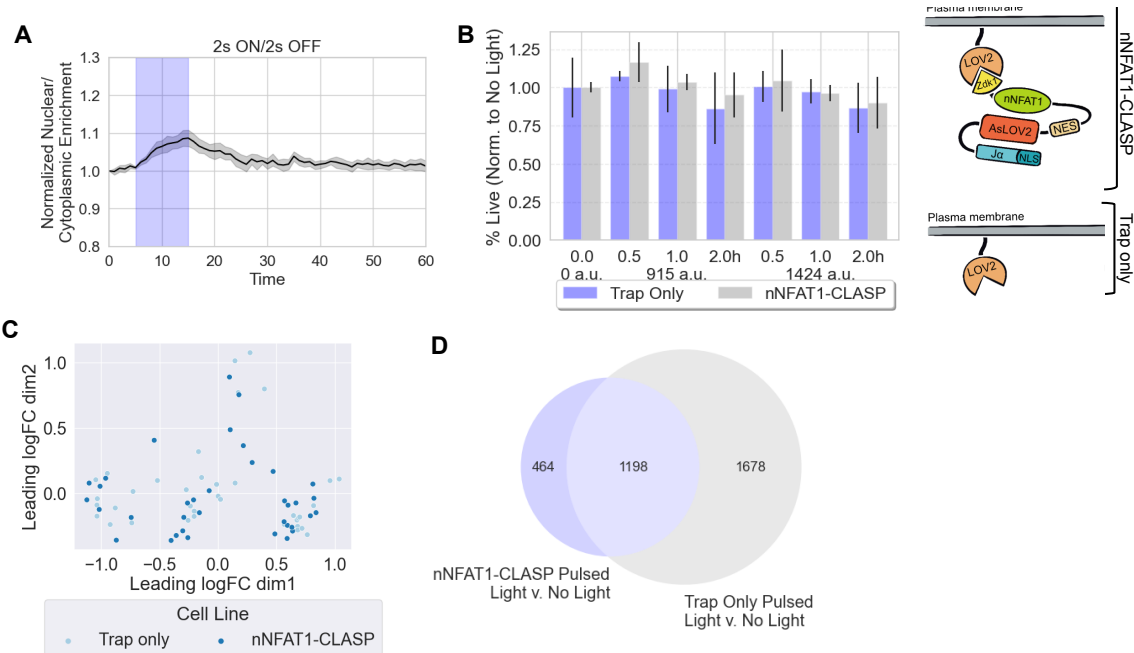 A
2s ON/2s OFF
Normalized Nuclear/
Cytoplasmic Enrichment
1.3
1.2
1.1
1.0
0.9
0.8
0
10
20
30
40
50
60
Time
B
% Live (Norm. to No Light)
1.25
1.00
0.75
0.50
0.25
0.00
0.0
0.5
1.0
2.0h
0.5
1.0
2.0h
0 a.u.
915 a.u.
1424 a.u.
Trap Only
nNFAT1-CLASP
Plasma membrane
LOV2
Zdk1
nNFAT1
AsLOV2
NES
Jα
NLS
nNFAT1-CLASP
Plasma membrane
LOV2
Trap only
C
Leading logFC dim2
1.0
0.5
0.0
−1.0
−0.5
0.0
0.5
1.0
Leading logFC dim1
Cell Line
Trap only
nNFAT1-CLASP
D
464
1198
1678
nNFAT1-CLASP Pulsed
Light v. No Light
Trap Only Pulsed
Light v. No Light